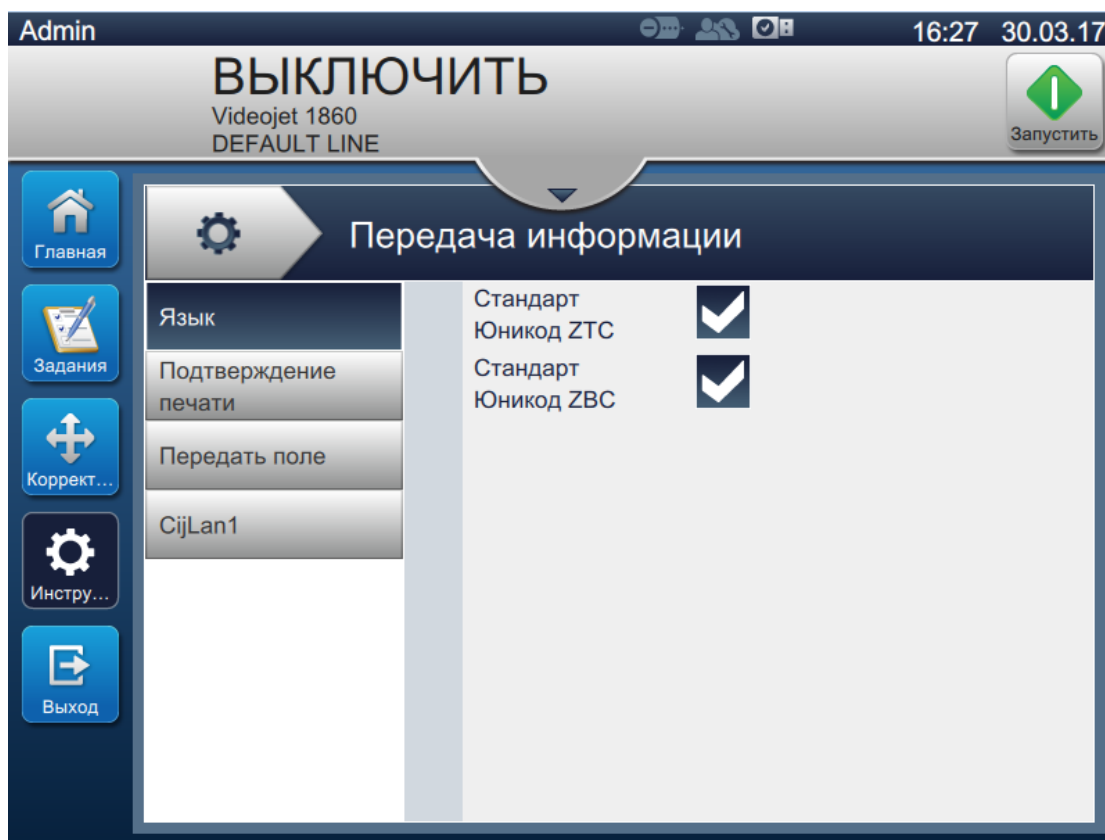 Admin
16:27 30.03.17
ВЫКЛЮЧИТЬ
Videojet 1860
DEFAULT LINE
Запустить
Главная
Задания
Коррект...
Инстру...
Выход
Передача информации
Язык
Подтверждение
печати
Передать поле
CijLan1
Стандарт
Юникод ZTC
Стандарт
Юникод ZBC